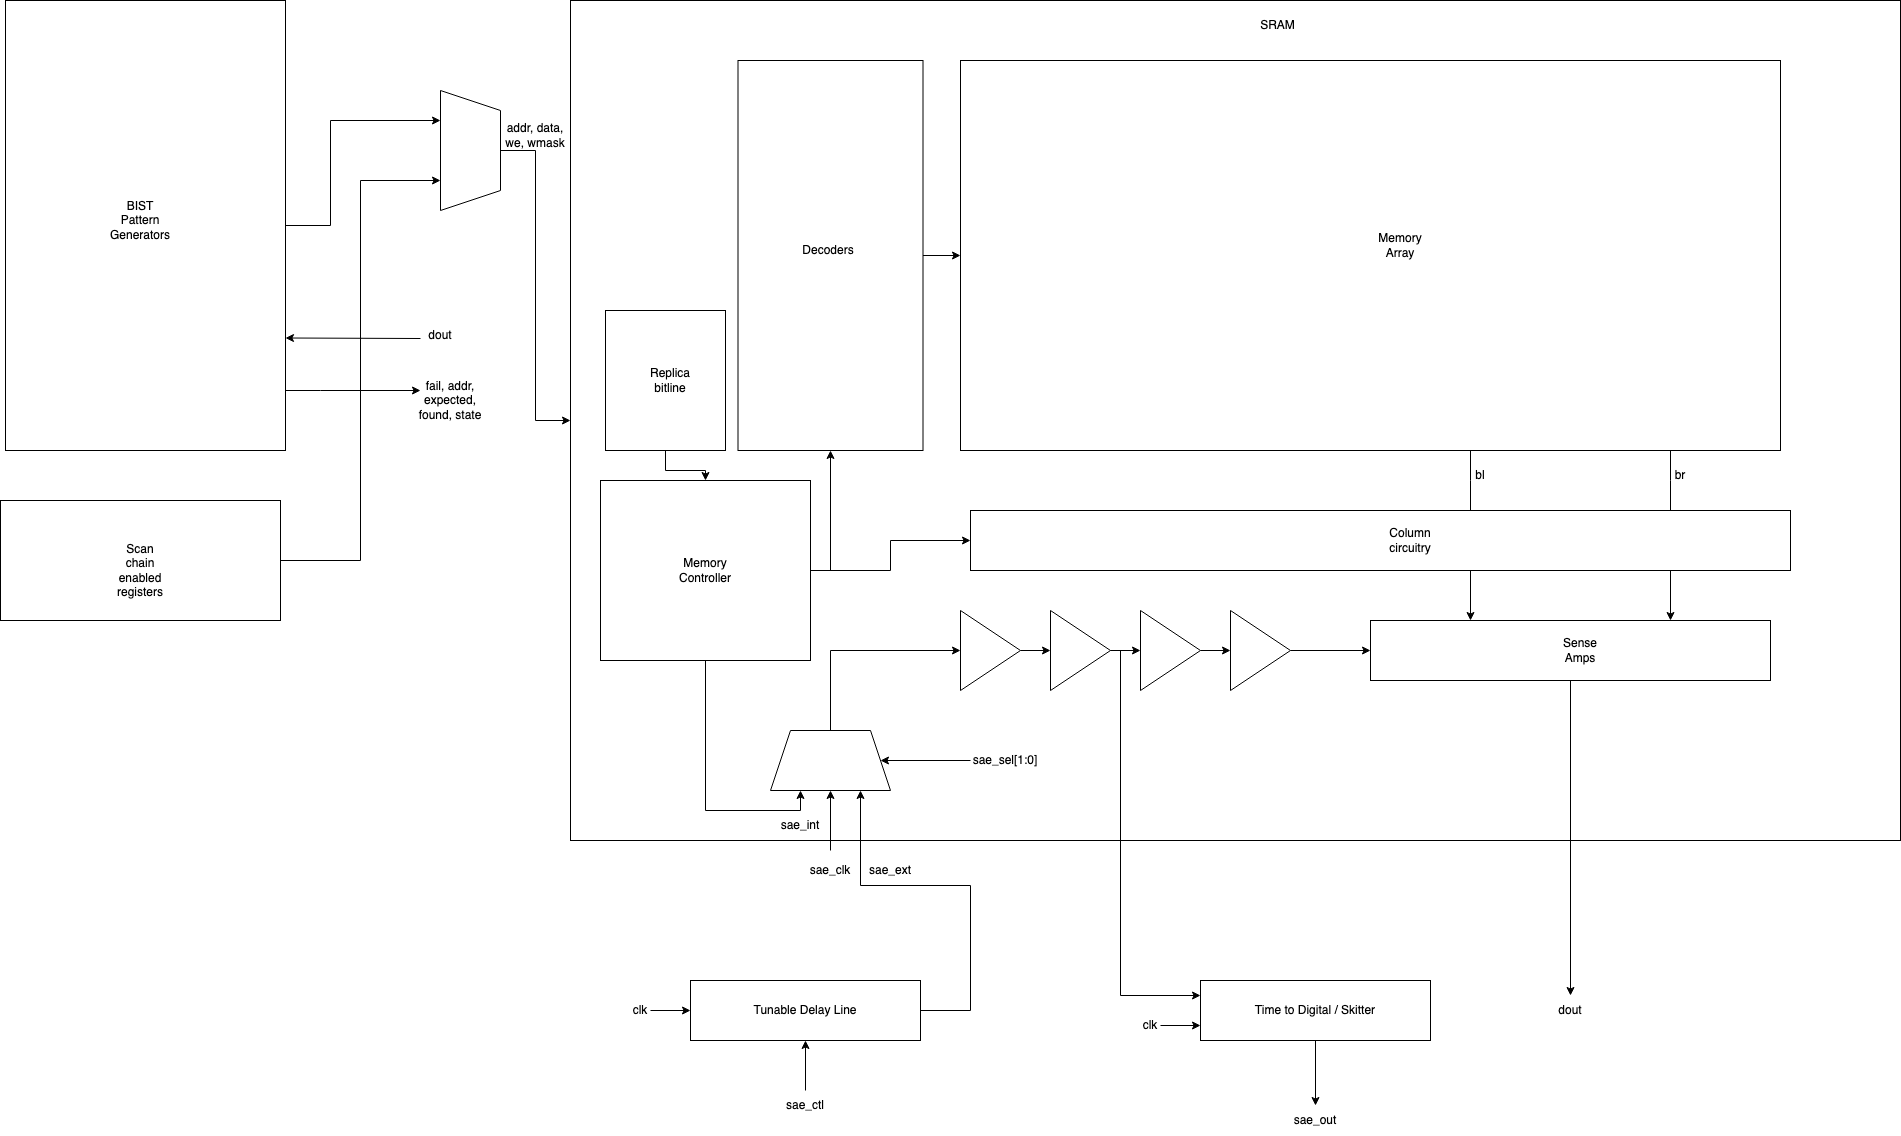 SRAM
addr, data,
we, wmask
BIST
Pattern
Generators
Decoders
Memory
Array
dout
fail, addr,
expected,
found, state
Replica
bitline
bl
br
Scan
chain
enabled
registers
Memory
Controller
Column
circuitry
Sense
Amps
sae_sel[1:0]
sae_int
sae_clk
sae_ext
clk
Tunable Delay Line
sae_ctl
clk
Time to Digital / Skitter
sae_out
dout